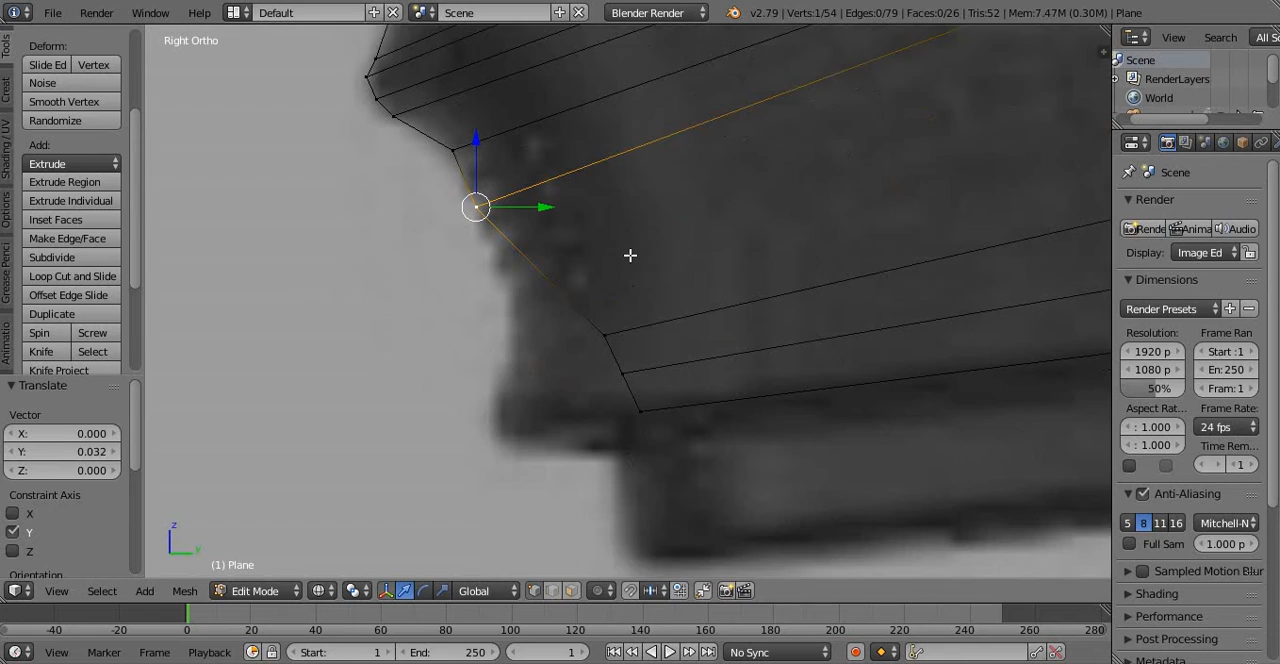 File Render Window Help Default Scene Blender Render v2.79 | Verts:1/54 | Edges:0/79 | Faces:0/26 | Tris:52 | Mem:7.47M (0.30M) | Plane
Right Ortho
View Search All S
Scene
RenderLayers
World
Tools
Creat
Shading / UV
Options
Grease Penci
Animatio
Deform:
Slide Ed Vertex
Noise
Smooth Vertex
Randomize
Add:
Extrude
Extrude Region
Extrude Individual
Inset Faces
Make Edge/Face
Subdivide
Loop Cut and Slide
Offset Edge Slide
Duplicate
Spin Screw
Knife Select
Knife Project
Translate
Vector
X: 0.000
Y: 0.032
Z: 0.000
Constraint Axis
X
Y
Z
Orientation
z
y
(1) Plane
Scene
Render
Rende Anima Audio
Display: Image Ed
Dimensions
Render Presets
Resolution: Frame Ran
1920 p Start :1
1080 p En: 250
50% Fram: 1
Aspect Rat... Frame Rate:
: 1.000 24 fps
: 1.000 Time Rem...
1
Anti-Aliasing
5 8 11 16 Mitchell-N
Full Sam 1.000 p
Sampled Motion Blur
Shading
Performance
Post Processing
Metadata
View Select Add Mesh Edit Mode Global
-40 -20 0 20 40 60 80 100 120 140 160 180 200 220 240 260 280
View Marker Frame Playback Start: 1 End: 250 1 No Sync